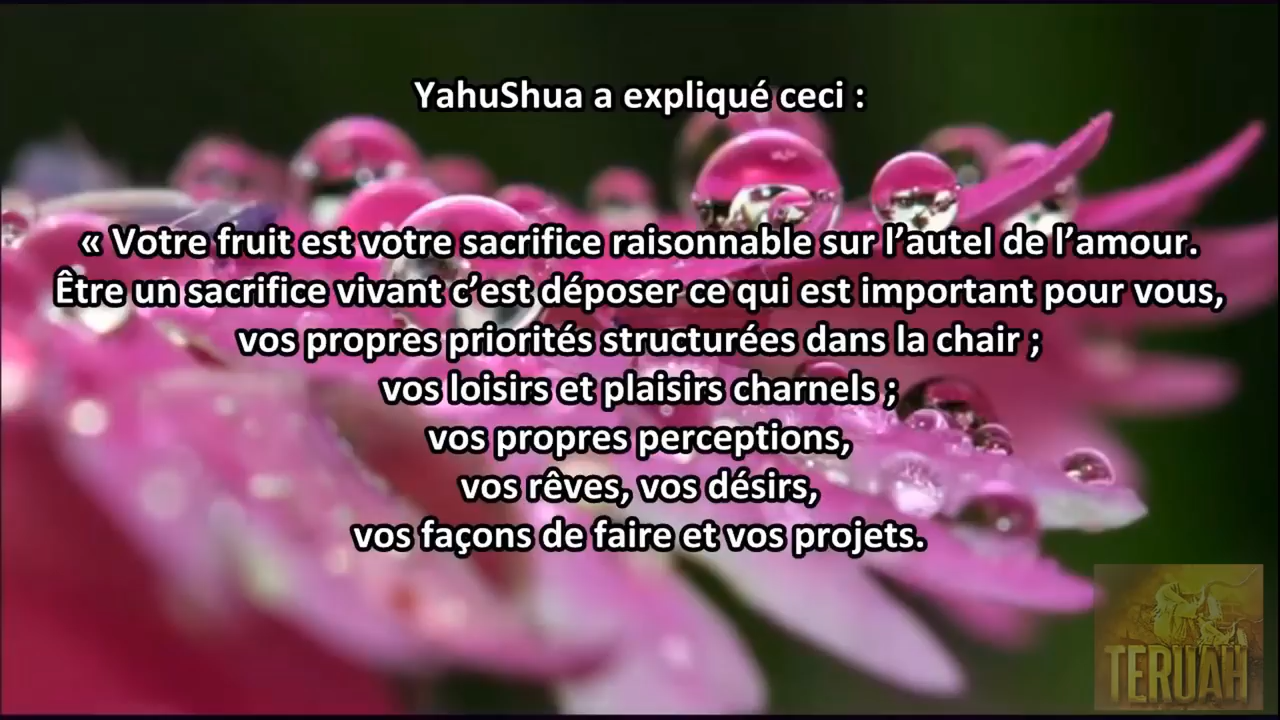 YahuShua a expliqué ceci :
« Votre fruit est votre sacrifice raisonnable sur l’autel de l’amour.
Être un sacrifice vivant c’est déposer ce qui est important pour vous,
vos propres priorités structurées dans la chair ;
vos loisirs et plaisirs charnels ;
vos propres perceptions,
vos rêves, vos désirs,
vos façons de faire et vos projets.
TERUAH